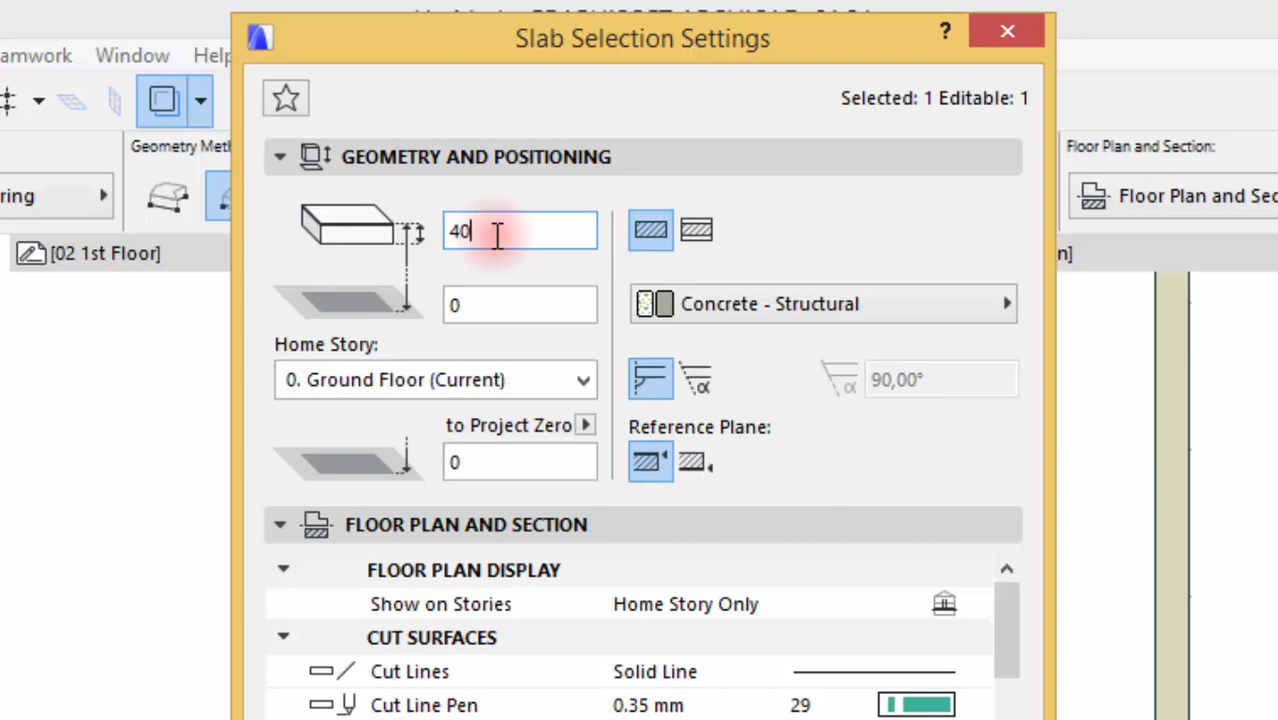 Slab Selection Settings
?
amwork Window Help
Selected: 1 Editable: 1
Geometry Meth
GEOMETRY AND POSITIONING
Floor Plan and Section:
ring
40
Floor Plan and Sec
[02 1st Floor]
n]
0
Concrete - Structural
Home Story:
0. Ground Floor (Current)
α
α
90,00°
to Project Zero
Reference Plane:
0
FLOOR PLAN AND SECTION
FLOOR PLAN DISPLAY
Show on Stories Home Story Only
CUT SURFACES
Cut Lines Solid Line
Cut Line Pen 0.35 mm 29